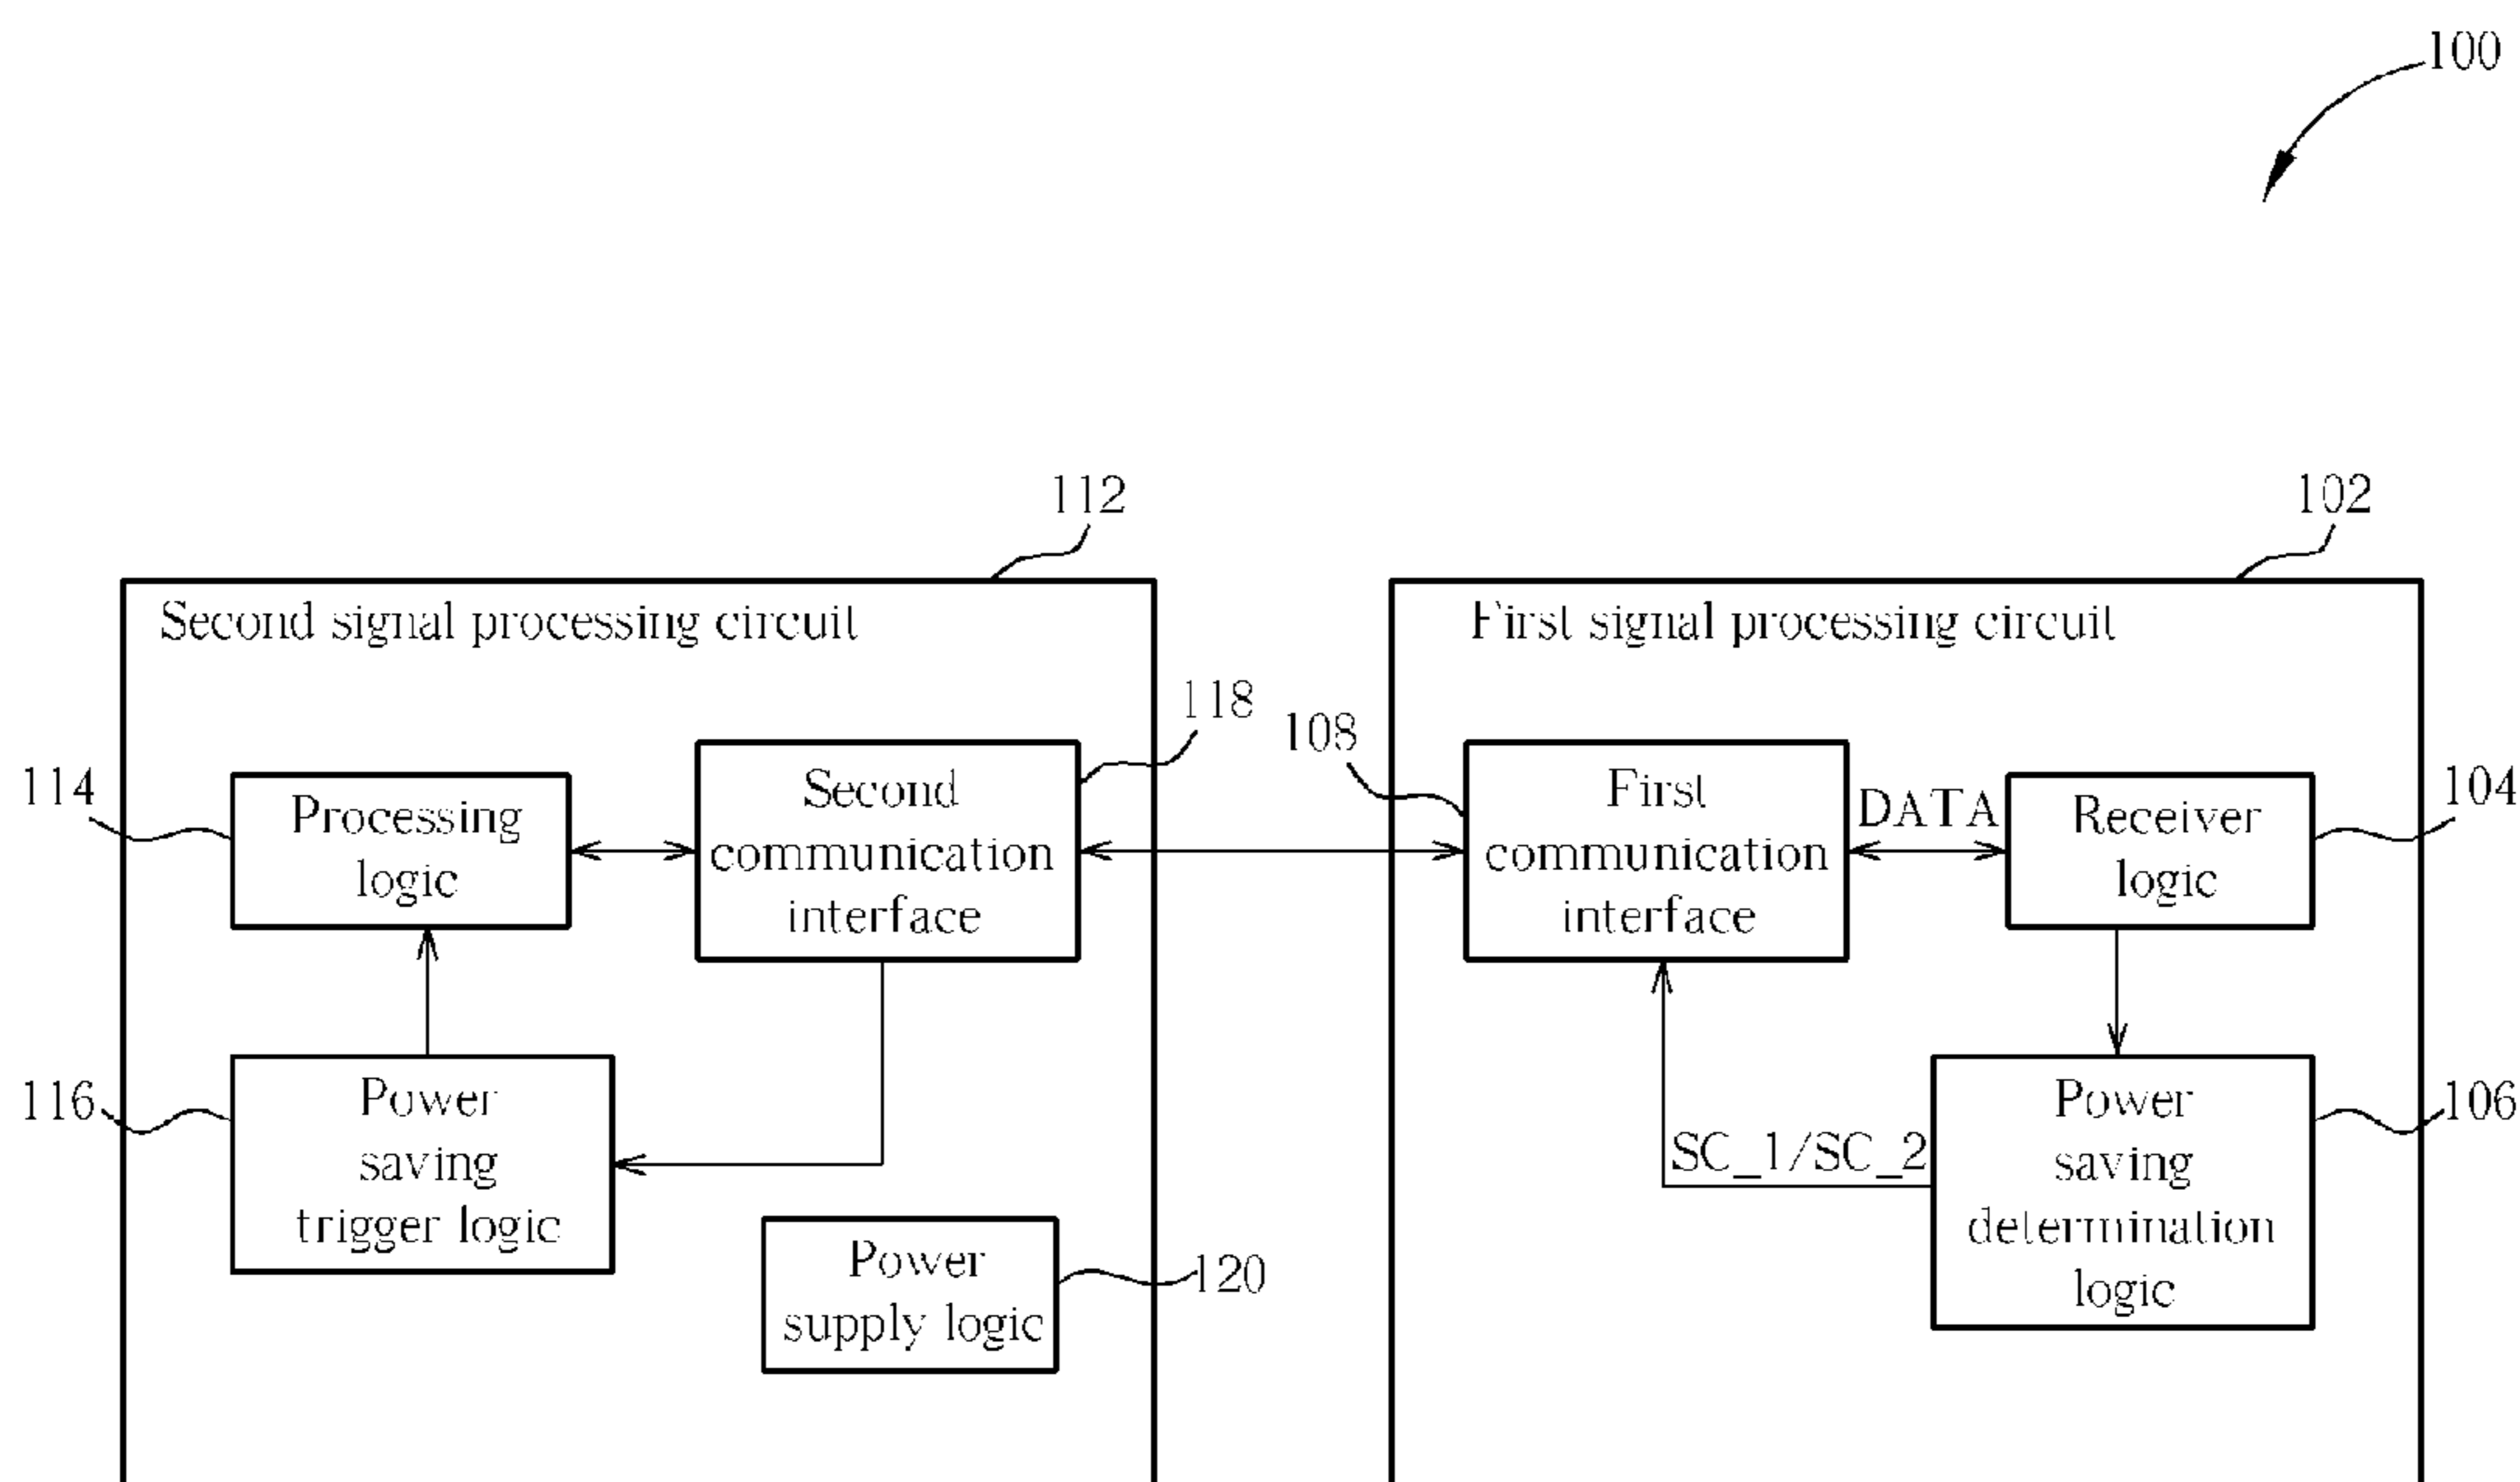 100
112
102
Second signal processing circuit
First signal processing circuit
118
108
114
Processing
logic
Second
communication
interface
First
communication
interface
DATA
Receiver
logic
104
116
Power
saving
trigger logic
SC_1/SC_2
Power
saving
determination
logic
106
Power
supply logic
120